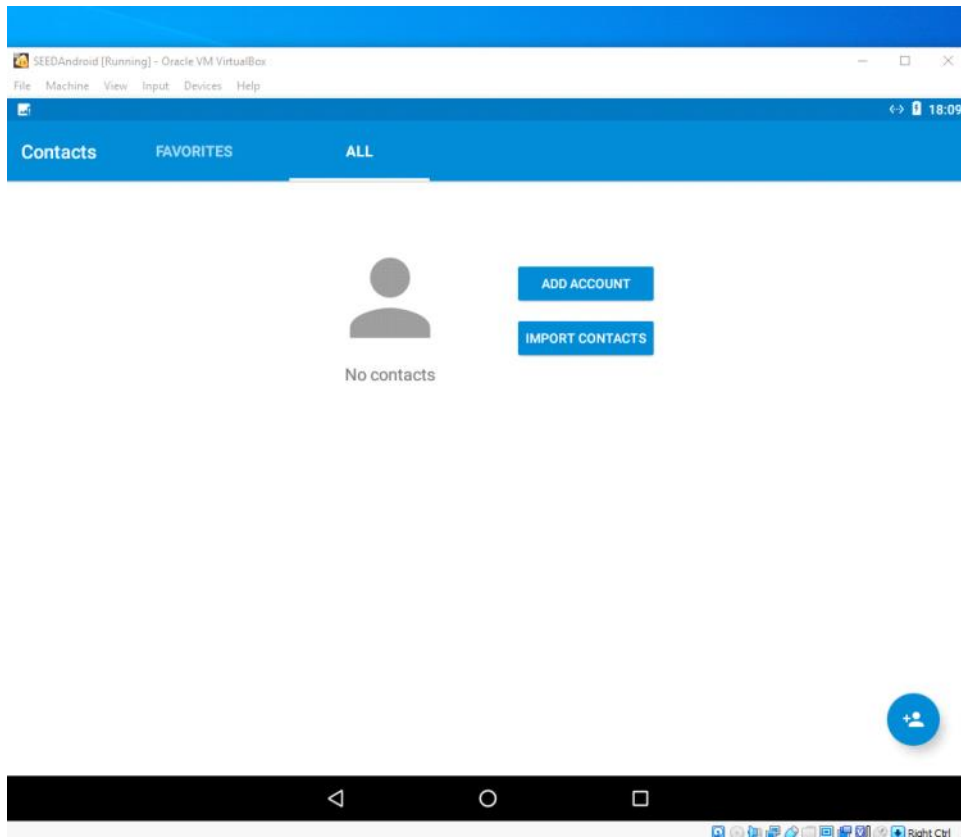 SEEDAndroid [Running] - Oracle VM VirtualBox
File Machine View Input Devices Help
18:09
Contacts FAVORITES ALL
ADD ACCOUNT
IMPORT CONTACTS
No contacts
Right Ctrl